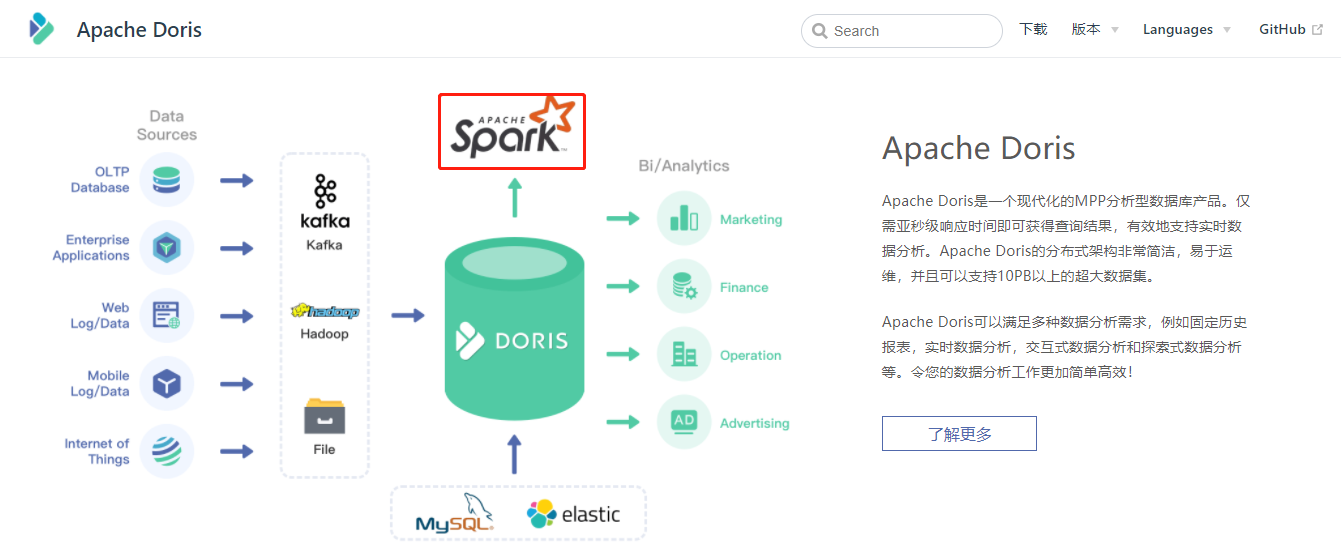 Apache Doris
Search
下载
版本
Languages
GitHub
Data
Sources
OLTP
Database
Enterprise
Applications
Web
Log/Data
Mobile
Log/Data
Internet of
Things
kafka
Kafka
hadoop
Hadoop
File
APACHE
Spark™
DORIS
MySQL
elastic
Bi/Analytics
Marketing
Finance
Operation
AD
Advertising
Apache Doris
Apache Doris是一个现代化的MPP分析型数据库产品。仅
需亚秒级响应时间即可获得查询结果，有效地支持实时数
据分析。Apache Doris的分布式架构非常简洁，易于运
维，并且可以支持10PB以上的超大数据集。
Apache Doris可以满足多种数据分析需求，例如固定历史
报表，实时数据分析，交互式数据分析和探索式数据分析
等。令您的数据分析工作更加简单高效！
了解更多